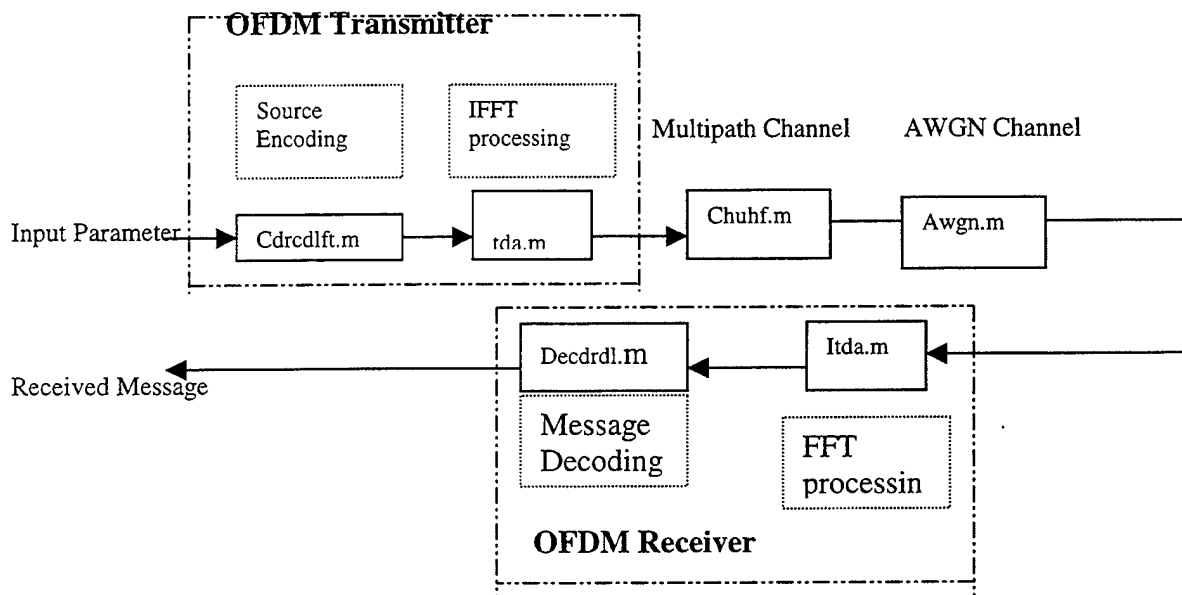 OFDM Transmitter
Source
Encoding
IFFT
processing
Multipath Channel
AWGN Channel
Input Parameter
Cdrcdlft.m
tda.m
Chuhf.m
Awgn.m
Received Message
Decdrdl.m
Itda.m
Message
Decoding
FFT
processin
OFDM Receiver